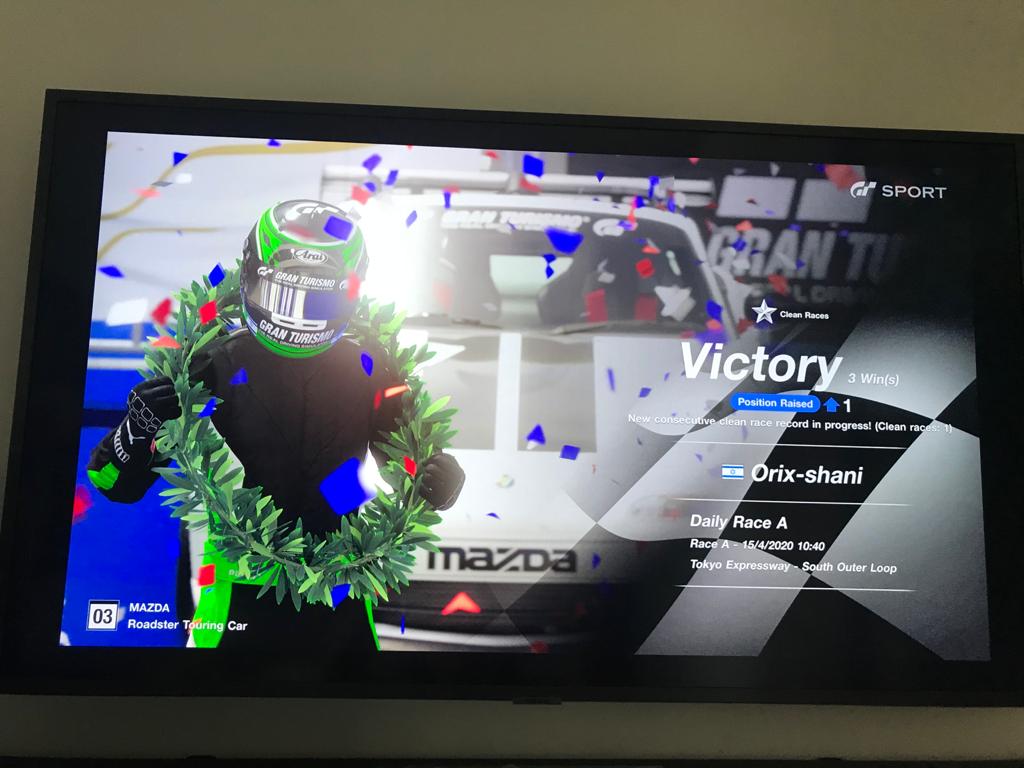 GT SPORT
GRAN TURISMO
GRAN TU
Arai
GRAN TURISMO
GRAN TURISMO
Clean Races
Victory 3 Win(s)
Position Raised 1
New consecutive clean race record in progress! (Clean races: 1)
Orix-shani
Daily Race A
Race A - 15/4/2020 10:40
Tokyo Expressway - South Outer Loop
mazda
03 MAZDA
Roadster Touring Car